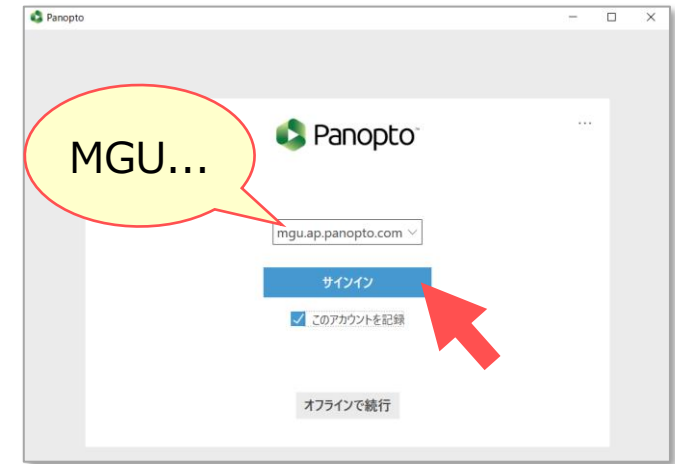 Panopto
Panopto
...
MGU...
mgu.ap.panopto.com
サインイン
このアカウントを記録
オフラインで続行